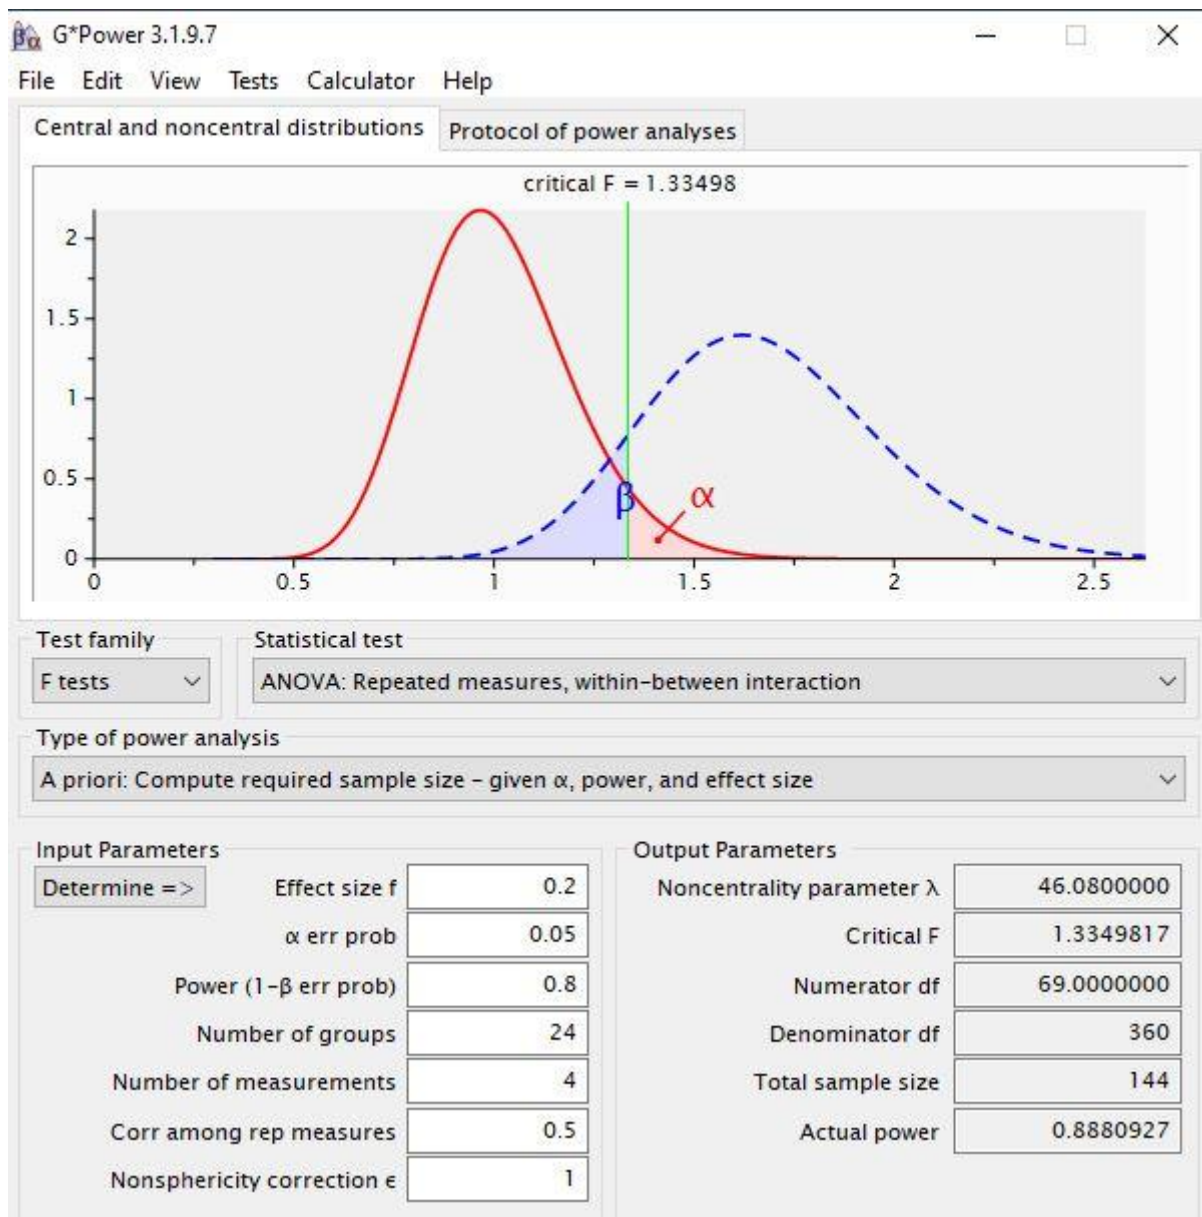 G*Power 3.1.9.7
File Edit View Tests Calculator Help
Central and noncentral distributions Protocol of power analyses
critical F = 1.33498
2
1.5
1
0.5
0
β
α
0 0.5 1 1.5 2 2.5
Test family
F tests
Statistical test
ANOVA: Repeated measures, within-between interaction
Type of power analysis
A priori: Compute required sample size - given α, power, and effect size
Input Parameters
Determine =>
Effect size f 0.2
α err prob 0.05
Power (1-β err prob) 0.8
Number of groups 24
Number of measurements 4
Corr among rep measures 0.5
Nonsphericity correction ϵ 1
Output Parameters
Noncentrality parameter λ 46.0800000
Critical F 1.3349817
Numerator df 69.0000000
Denominator df 360
Total sample size 144
Actual power 0.8880927